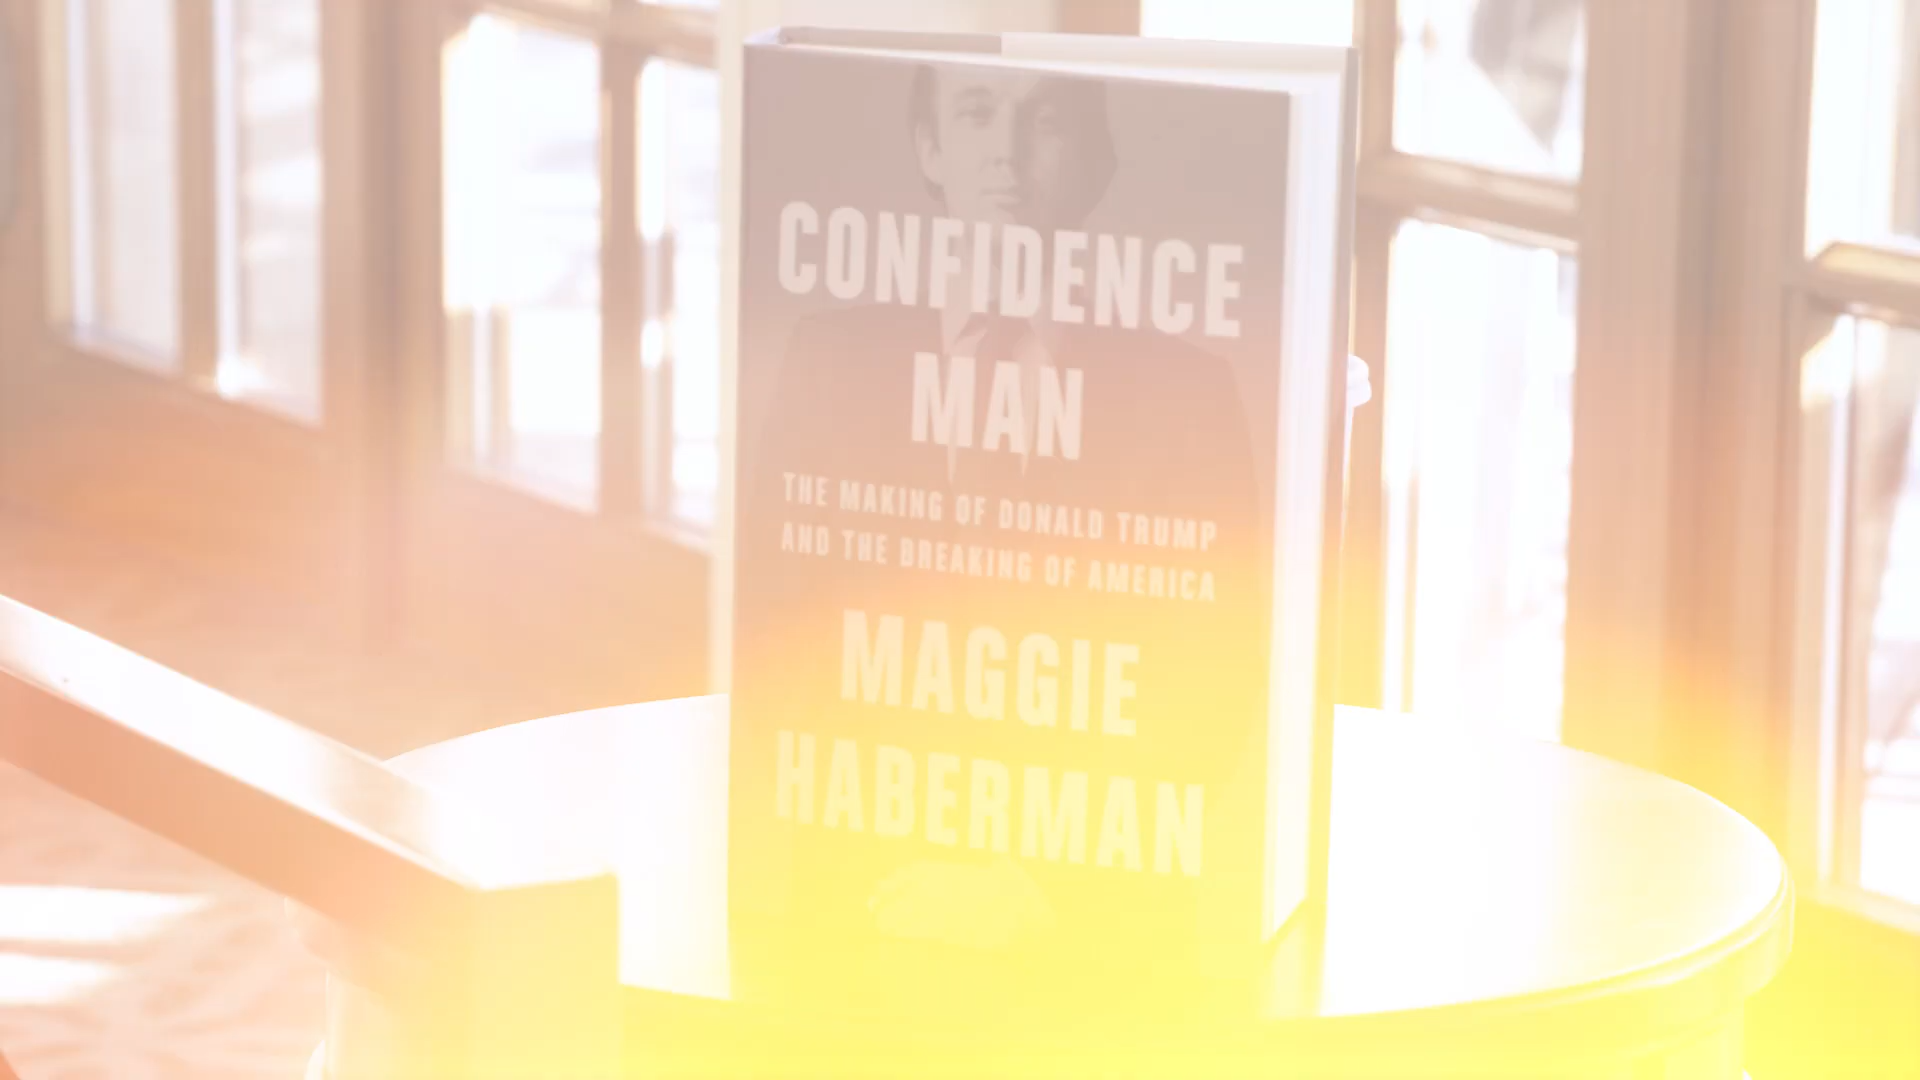 CONFIDENCE
MAN
THE MAKING OF DONALD TRUMP
AND THE BREAKING OF AMERICA
MAGGIE
HABERMAN